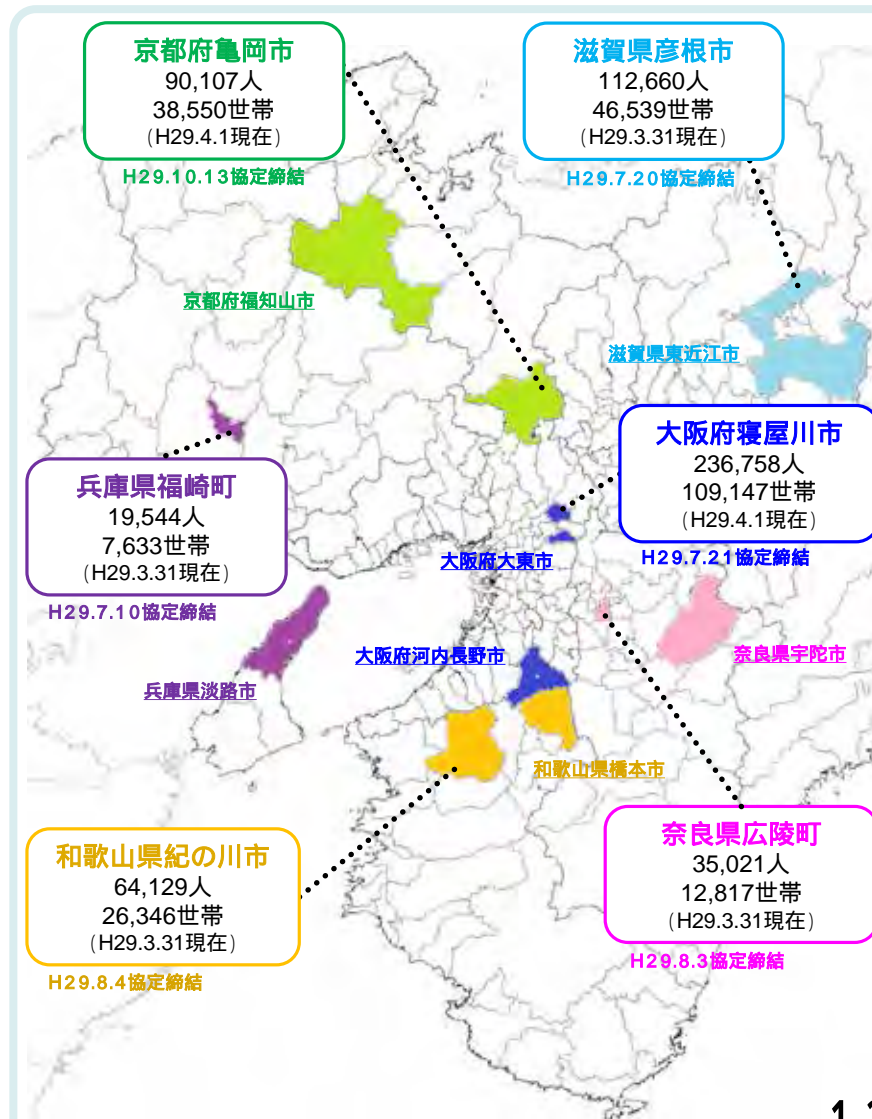 京都府亀岡市
90,107人
38,550世帯
(H29.4.1現在)
H29.10.13協定締結
滋賀県彦根市
112,660人
46,539世帯
(H29.3.31現在)
H29.7.20協定締結
京都府福知山市
滋賀県東近江市
大阪府寝屋川市
236,758人
109,147世帯
(H29.4.1現在)
H29.7.21協定締結
兵庫県福崎町
19,544人
7,633世帯
(H29.3.31現在)
H29.7.10協定締結
大阪府大東市
大阪府河内長野市
奈良県宇陀市
兵庫県淡路市
和歌山県橋本市
奈良県広陵町
35,021人
12,817世帯
(H29.3.31現在)
H29.8.3協定締結
和歌山県紀の川市
64,129人
26,346世帯
(H29.3.31現在)
H29.8.4協定締結